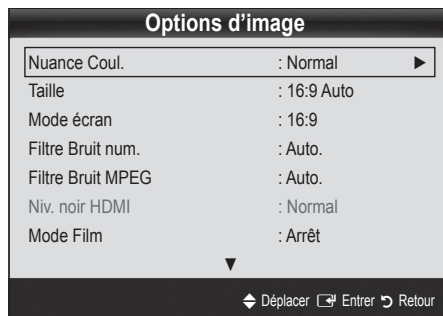 Options d'image
Nuance Coul. : Normal ▶
Taille : 16:9 Auto
Mode écran : 16:9
Filtre Bruit num. : Auto.
Filtre Bruit MPEG : Auto.
Niv. noir HDMI : Normal
Mode Film : Arrêt
▼
Déplacer Entrer Retour